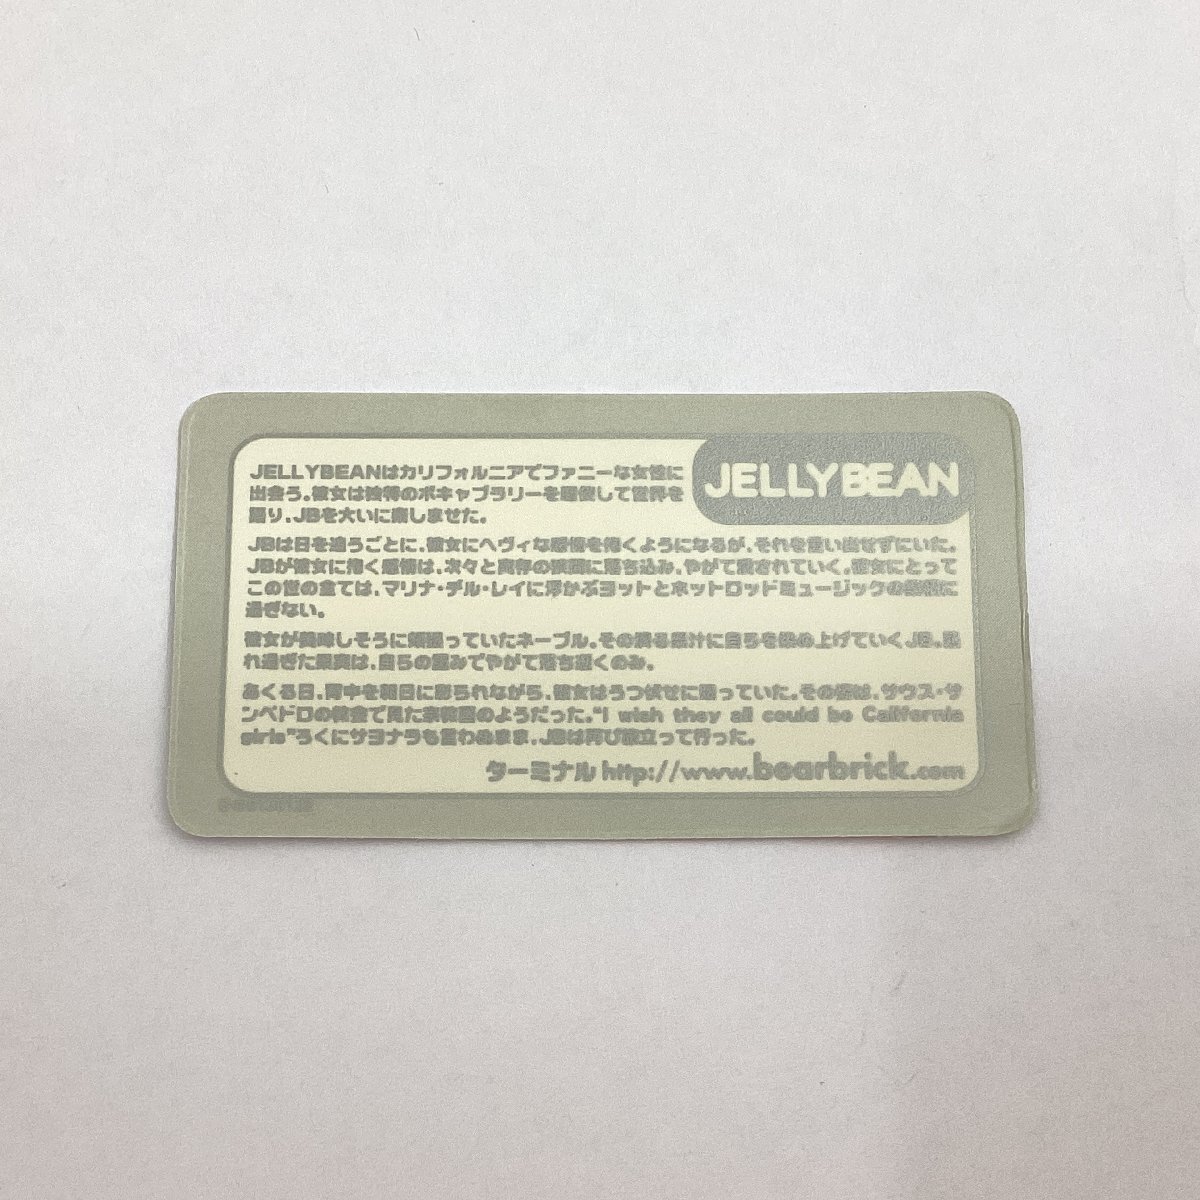 JELLYBEAN
JELLYBEANはカリフォルニアでファニーな女性に
出会う。彼女は独特のボキャブラリーを駆使して世界を
語り、JBを大いに楽しませた。
JBは日を追うごとに、彼女にヘヴィな感情を抱くようになるが、それを言い出せずにいた。
JBが彼女に抱く感情は、次々と真夜の狭間に落ち込み、やがて消されていく。彼女にとって
この世の全ては、マリナ・デル・レイに浮かぶヨットとホットロッドミュージックの
過ぎない。
彼女が美味しそうに頬張っていたネーブル。その滴る果汁に自らを染め上げていくJB。熟
れ過ぎた果実は、自らの重みでやがて落ち逝くのみ。
あくる日、背中を朝日に彩られながら、彼女はうつ伏せに眠っていた。その姿は、サウス・サ
ンペドロの教会で見た宗教画のようだった。"I wish they all could be California
girls"ろくにサヨナラも言わぬまま、JBは再び旅立って行った。
ターミナル http://www.bearbrick.com